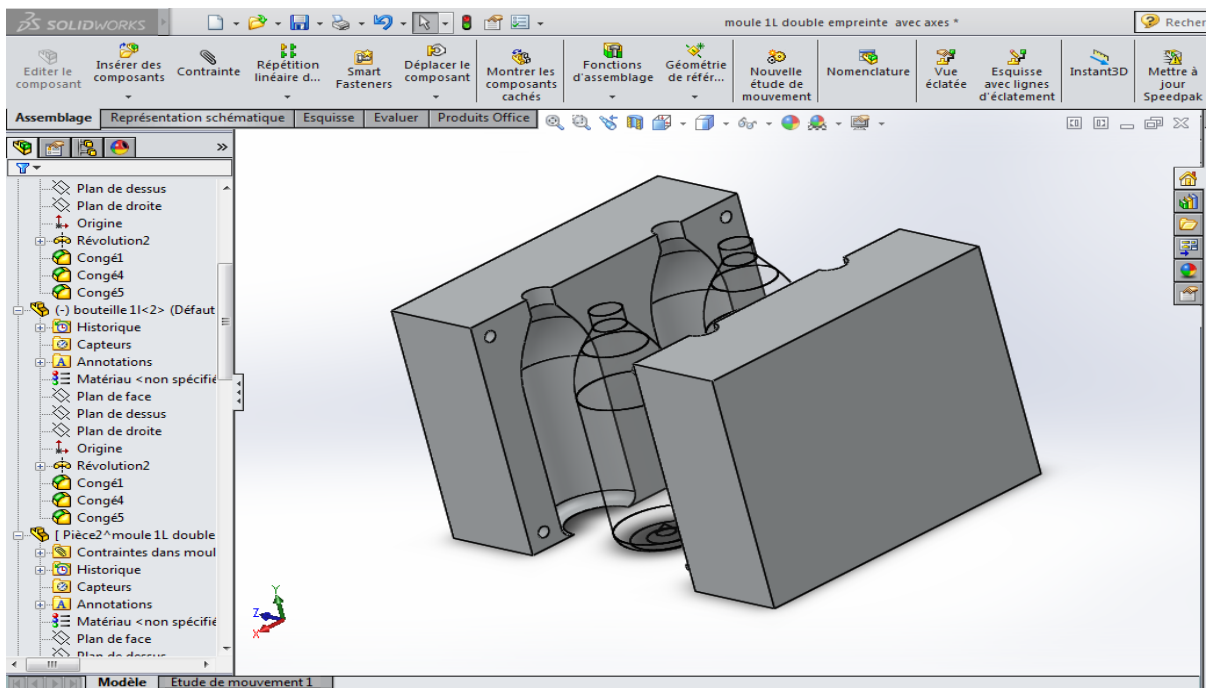 SOLIDWORKS
moule 1L double empreinte avec axes *
Recher
Editer le composant
Insérer des composants
Contrainte
Répétition linéaire d...
Smart Fasteners
Déplacer le composant
Montrer les composants cachés
Fonctions d'assemblage
Géométrie de référ...
Nouvelle étude de mouvement
Nomenclature
Vue éclatée
Esquisse avec lignes d'éclatement
Instant3D
Mettre à jour Speedpak
Assemblage
Représentation schématique
Esquisse
Evaluer
Produits Office
Plan de dessus
Plan de droite
Origine
Révolution2
Congé1
Congé4
Congé5
(-) bouteille 1l<2> (Défaut
Historique
Capteurs
Annotations
Matériau <non spécifié
Plan de face
Plan de dessus
Plan de droite
Origine
Révolution2
Congé1
Congé4
Congé5
[ Pièce2^moule 1L double
Contraintes dans moul
Historique
Capteurs
Annotations
Matériau <non spécifié
Plan de face
Plan de dessus
Y
Z
X
Modèle
Etude de mouvement 1